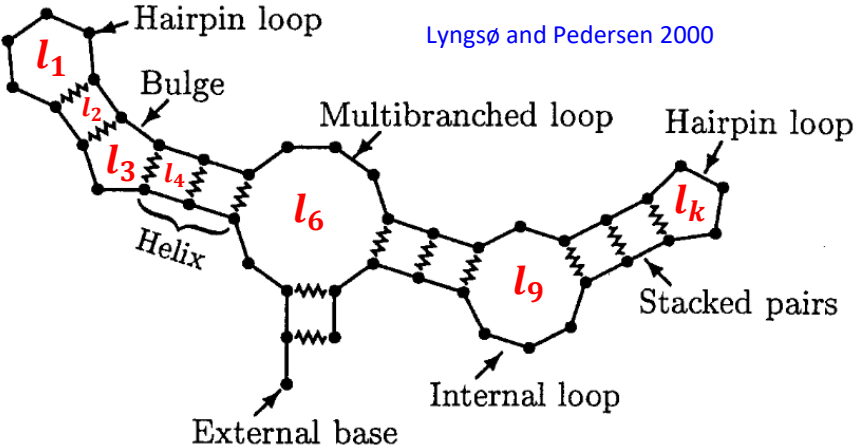 Hairpin loop
Lyngsø and Pedersen 2000
l1
Bulge
l2
Multibranched loop
Hairpin loop
l3
l4
l6
lk
Helix
l9
Stacked pairs
Internal loop
External base